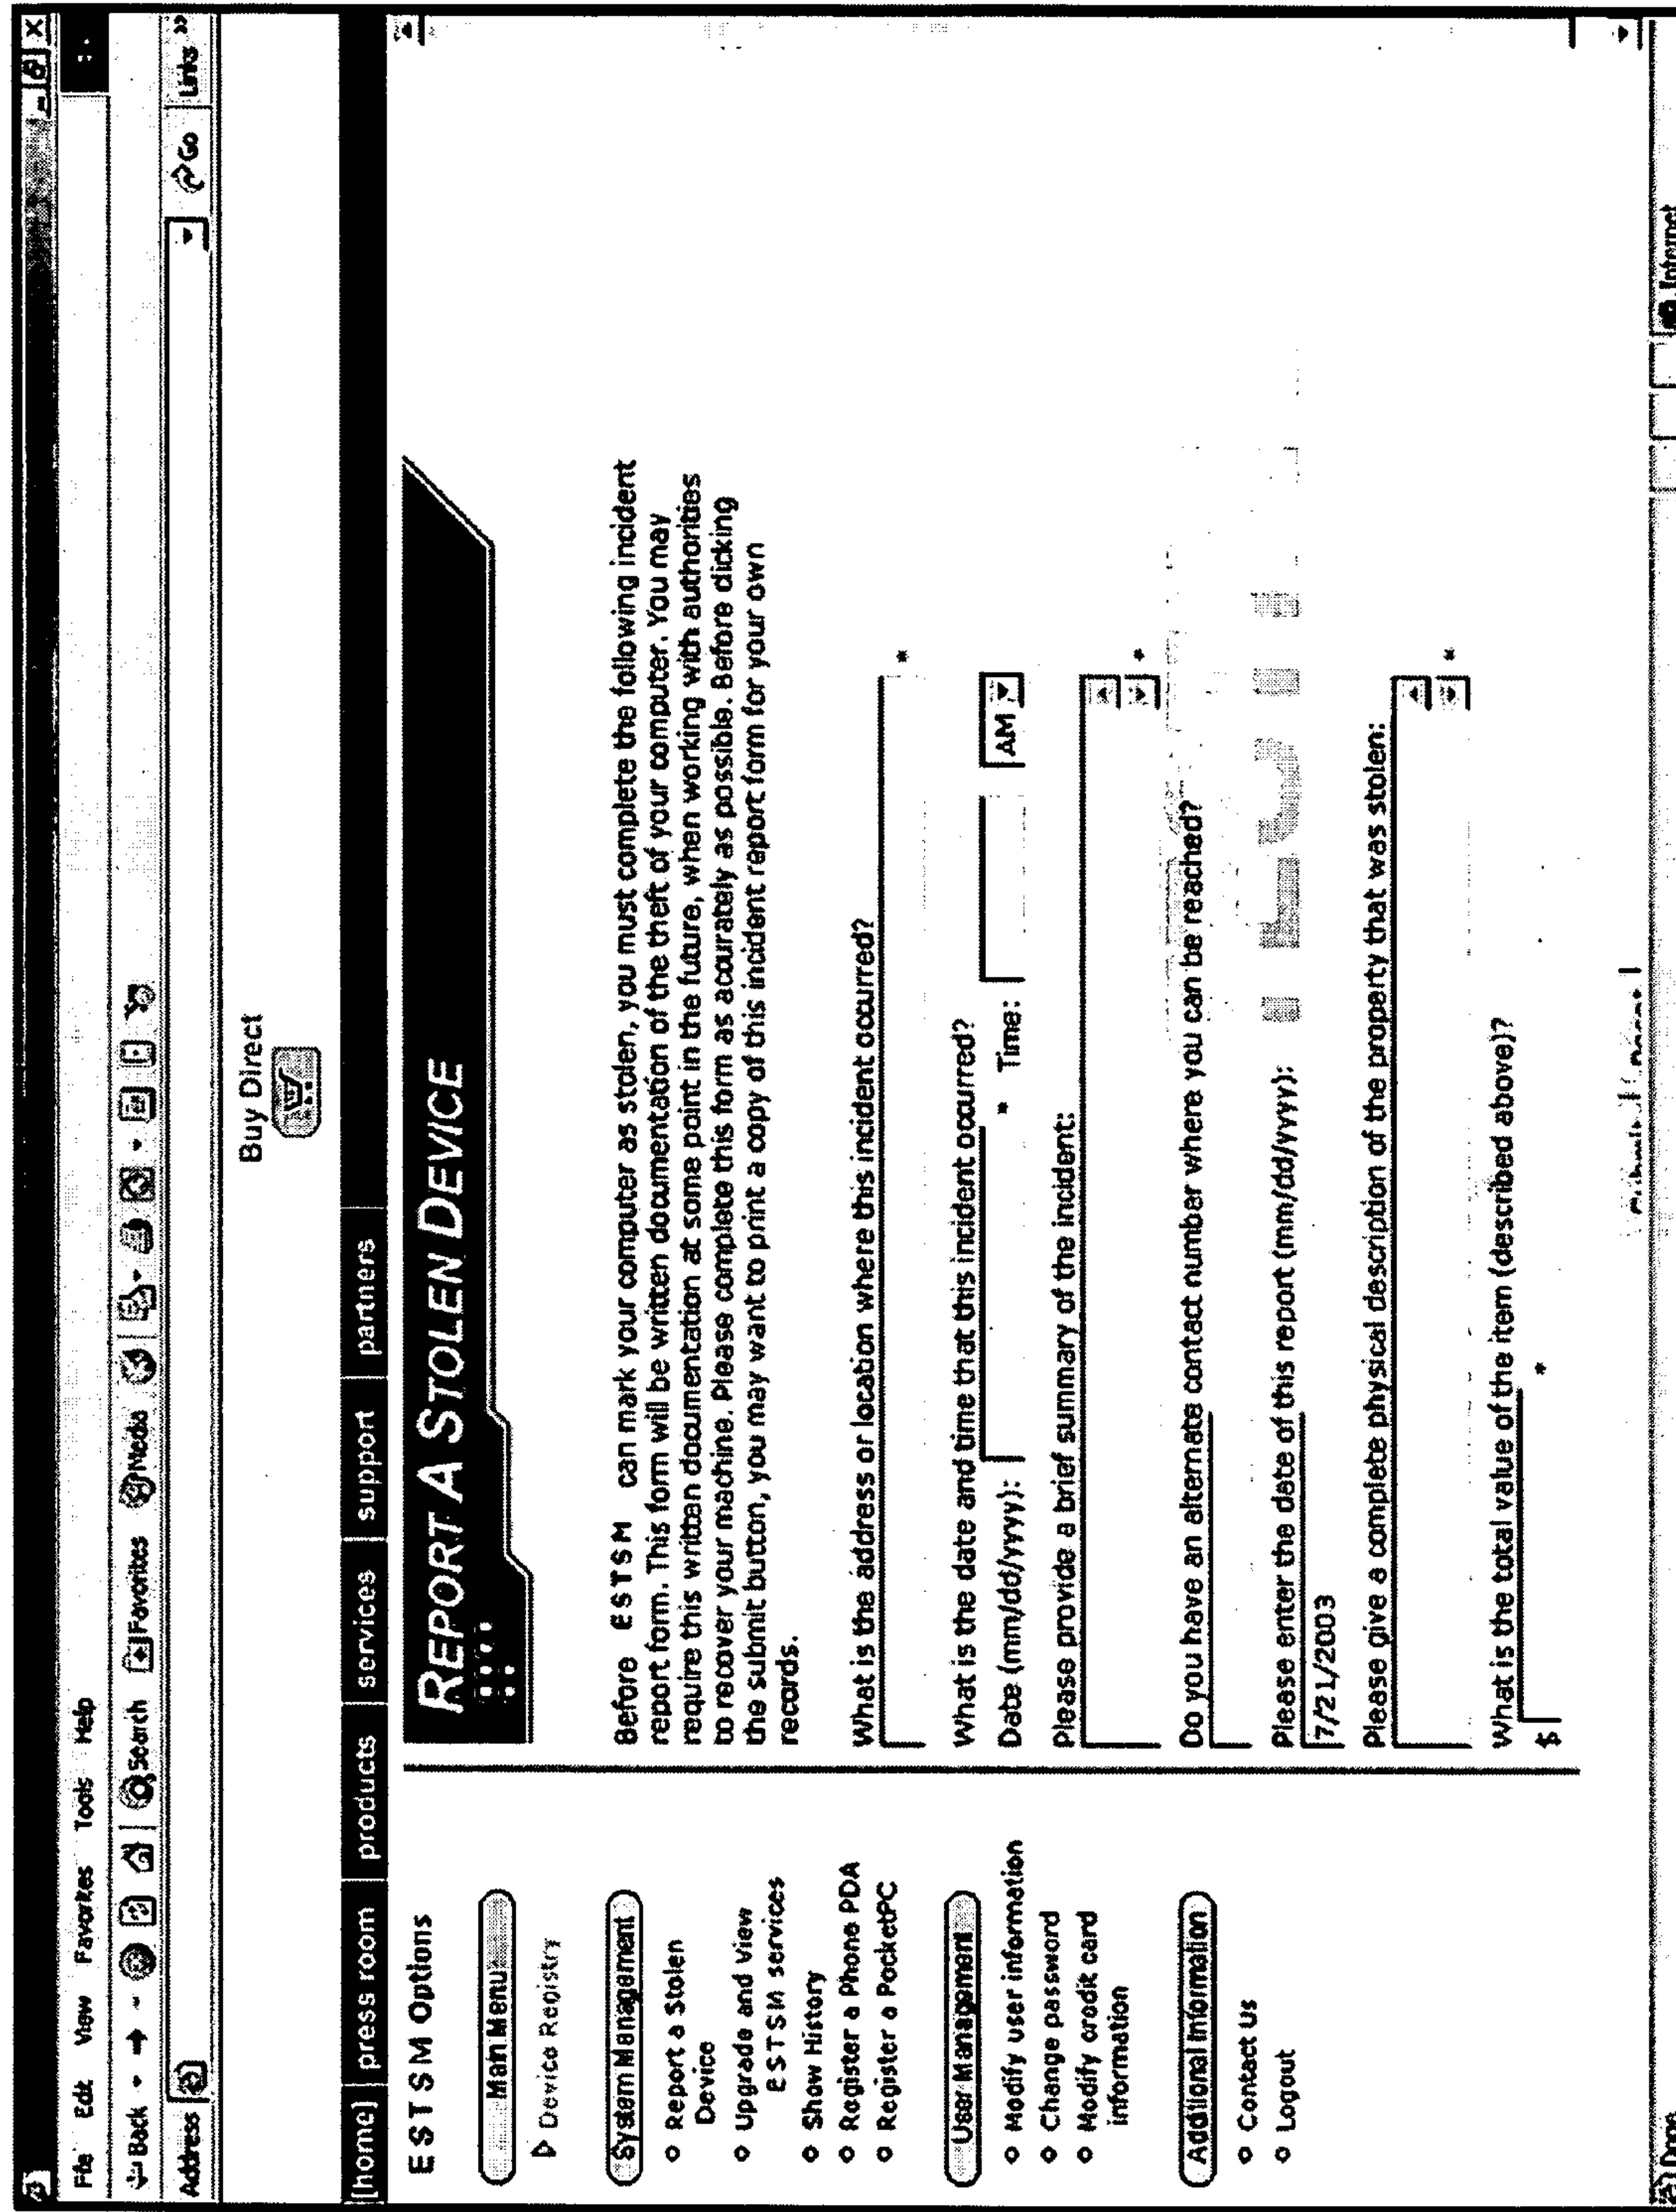 File Edit View Favorites Tools Help
Back Search Favorites Media
Address Go Links »
Buy Direct
[home] press room products services support partners
ESTSM Options
Main Menu
Device Registry
System Management
Report a Stolen
Device
Upgrade and View
ESTSM services
Show History
Register a Phone PDA
Register a PocketPC
User Management
Modify user information
Change password
Modify credit card
information
Additional Information
Contact Us
Logout
REPORT A STOLEN DEVICE
Before ESTSM can mark your computer as stolen, you must complete the following incident
report form. This form will be written documentation of the theft of your computer. You may
require this written documentation at some point in the future, when working with authorities
to recover your machine. Please complete this form as accurately as possible. Before clicking
the submit button, you may want to print a copy of this incident report form for your own
records.
What is the address or location where this incident occurred?
*
What is the date and time that this incident occurred?
Date (mm/dd/yyyy): * Time: AM
Please provide a brief summary of the incident:
*
Do you have an alternate contact number where you can be reached?
Please enter the date of this report (mm/dd/yyyy):
7/21/2003
Please give a complete physical description of the property that was stolen:
*
What is the total value of the item (described above)?
$ *
Done Internet